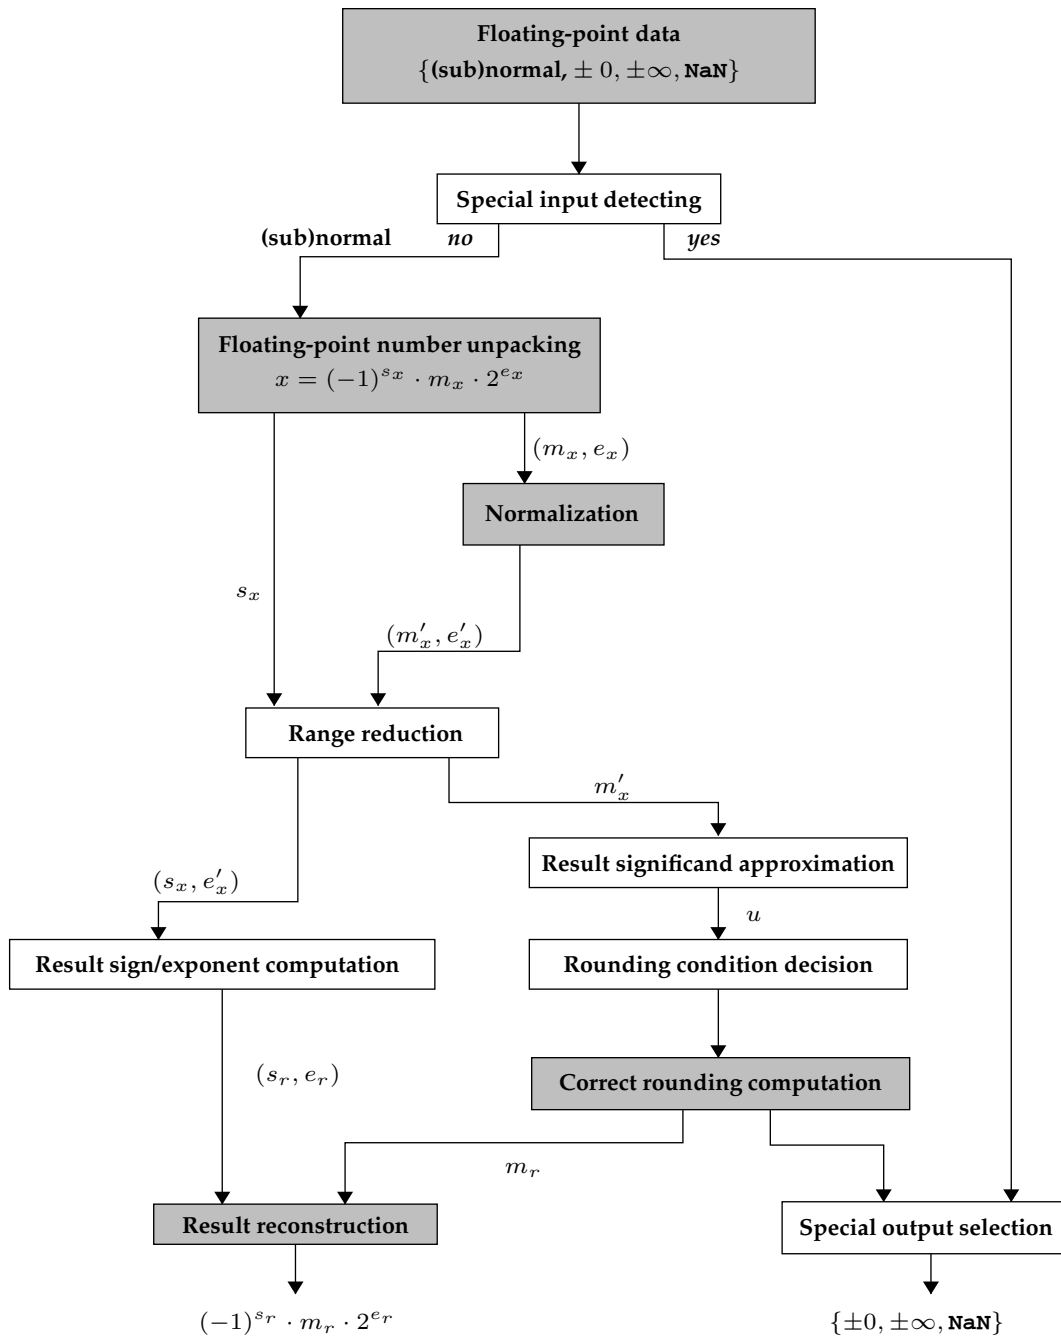 Floating-point data
{(sub)normal, ± 0, ±∞, NaN}
Special input detecting
(sub)normal no yes
Floating-point number unpacking
x = (−1)^{s_x} · m_x · 2^{e_x}
(m_x, e_x)
Normalization
s_x
(m′_x, e′_x)
Range reduction
m′_x
Result significand approximation
(s_x, e′_x)
u
Result sign/exponent computation
Rounding condition decision
(s_r, e_r)
Correct rounding computation
m_r
Result reconstruction
Special output selection
(−1)^{s_r} · m_r · 2^{e_r}
{±0, ±∞, NaN}